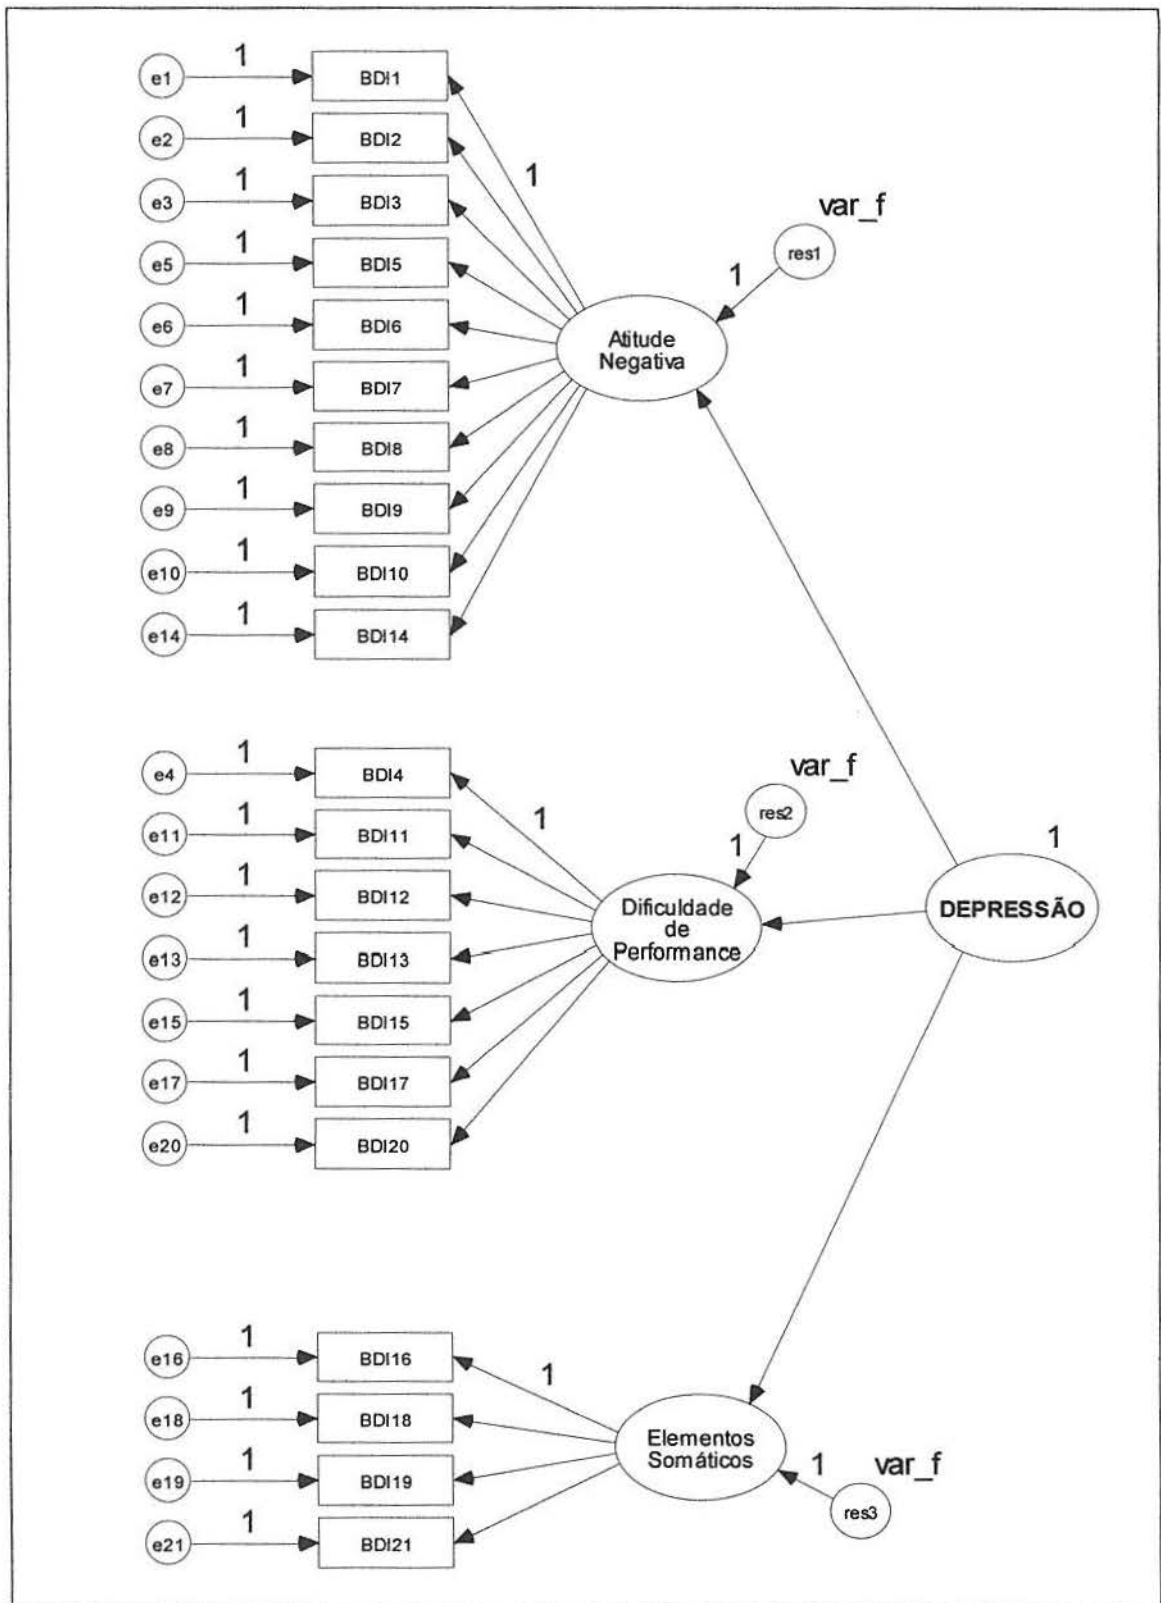 1
e1
BDI1
1
e2
BDI2
1
e3
BDI3
1
e5
BDI5
1
e6
BDI6
1
e7
BDI7
1
e8
BDI8
1
e9
BDI9
1
e10
BDI10
1
e14
BDI14
1
var_f
res1
1
Atitude
Negativa
1
e4
BDI4
1
e11
BDI11
1
e12
BDI12
1
e13
BDI13
1
e15
BDI15
1
e17
BDI17
1
e20
BDI20
1
var_f
res2
1
Dificuldade
de
Performance
1
DEPRESSÃO
1
e16
BDI16
1
e18
BDI18
1
e19
BDI19
1
e21
BDI21
1
Elementos
Somáticos
1
var_f
res3